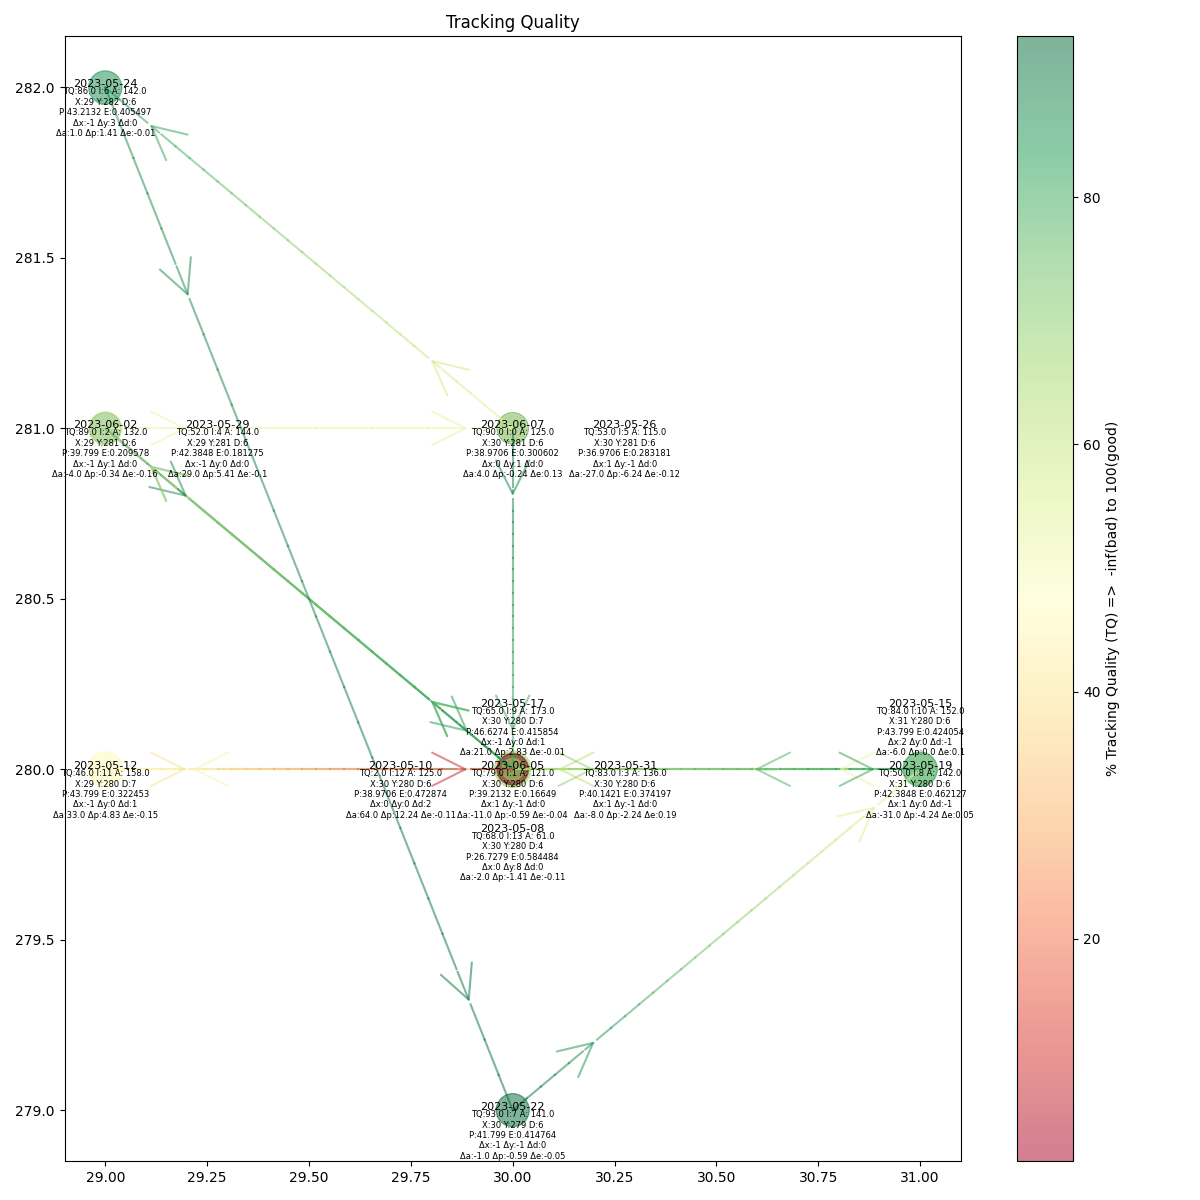 Tracking Quality
282.0
281.5
281.0
280.5
280.0
279.5
279.0
2023-05-24
TQ:86.0 I:6 A: 142.0
X:29 Y:282 D:6
P:43.2132 E:0.405497
Δx:-1 Δy:3 Δd:0
Δa:1.0 Δp:1.41 Δe:-0.01
2023-06-02
TQ:89.0 I:2 A: 132.0
X:29 Y:281 D:6
P:39.799 E:0.209578
Δx:-1 Δy:1 Δd:0
Δa:-4.0 Δp:-0.34 Δe:-0.16
2023-05-29
TQ:52.0 I:4 A: 144.0
X:29 Y:281 D:6
P:42.3848 E:0.181275
Δx:-1 Δy:0 Δd:0
Δa:29.0 Δp:5.41 Δe:-0.1
2023-06-07
TQ:90.0 I:0 A: 125.0
X:30 Y:281 D:6
P:38.9706 E:0.300602
Δx:0 Δy:1 Δd:0
Δa:4.0 Δp:-0.24 Δe:0.13
2023-05-26
TQ:53.0 I:5 A: 115.0
X:30 Y:281 D:6
P:36.9706 E:0.283181
Δx:1 Δy:-1 Δd:0
Δa:-27.0 Δp:-6.24 Δe:-0.12
2023-05-17
TQ:65.0 I:9 A: 173.0
X:30 Y:280 D:7
P:46.6274 E:0.415854
Δx:-1 Δy:0 Δd:1
Δa:21.0 Δp:2.83 Δe:-0.01
2023-05-15
TQ:84.0 I:10 A: 152.0
X:31 Y:280 D:6
P:43.799 E:0.424054
Δx:2 Δy:0 Δd:-1
Δa:-6.0 Δp:0.0 Δe:0.1
2023-05-12
TQ:46.0 I:11 A: 158.0
X:29 Y:280 D:7
P:43.799 E:0.322453
Δx:-1 Δy:0 Δd:1
Δa:33.0 Δp:4.83 Δe:-0.15
2023-05-10
TQ:2.0 I:12 A: 125.0
X:30 Y:280 D:6
P:38.9706 E:0.472874
Δx:0 Δy:0 Δd:2
Δa:64.0 Δp:12.24 Δe:-0.11
2023-06-05
TQ:79.0 I:1 A: 121.0
X:30 Y:280 D:6
P:39.2132 E:0.16649
Δx:1 Δy:-1 Δd:0
Δa:-11.0 Δp:-0.59 Δe:-0.04
2023-05-31
TQ:83.0 I:3 A: 136.0
X:30 Y:280 D:6
P:40.1421 E:0.374197
Δx:1 Δy:-1 Δd:0
Δa:-8.0 Δp:-2.24 Δe:0.19
2023-05-19
TQ:50.0 I:8 A: 142.0
X:31 Y:280 D:6
P:42.3848 E:0.462127
Δx:1 Δy:0 Δd:-1
Δa:-31.0 Δp:-4.24 Δe:0.05
2023-05-08
TQ:68.0 I:13 A: 61.0
X:30 Y:280 D:4
P:26.7279 E:0.584484
Δx:0 Δy:8 Δd:0
Δa:-2.0 Δp:-1.41 Δe:-0.11
2023-05-22
TQ:93.0 I:7 A: 141.0
X:30 Y:279 D:6
P:41.799 E:0.414764
Δx:-1 Δy:-1 Δd:0
Δa:-1.0 Δp:-0.59 Δe:-0.05
29.00 29.25 29.50 29.75 30.00 30.25 30.50 30.75 31.00
80
60
40
20
% Tracking Quality (TQ) => -inf(bad) to 100(good)